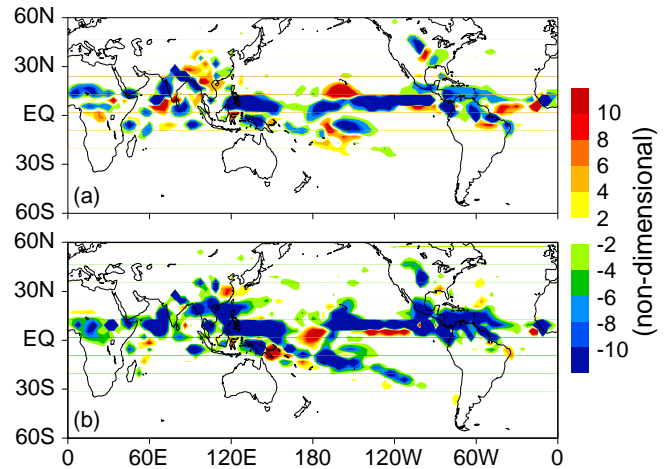 60N
30N
EQ
30S
60S
(a)
10
8
6
4
2
60N
30N
EQ
30S
60S
(b)
-2
-4
-6
-8
-10
(non-dimensional)
0 60E 120E 180 120W 60W 0